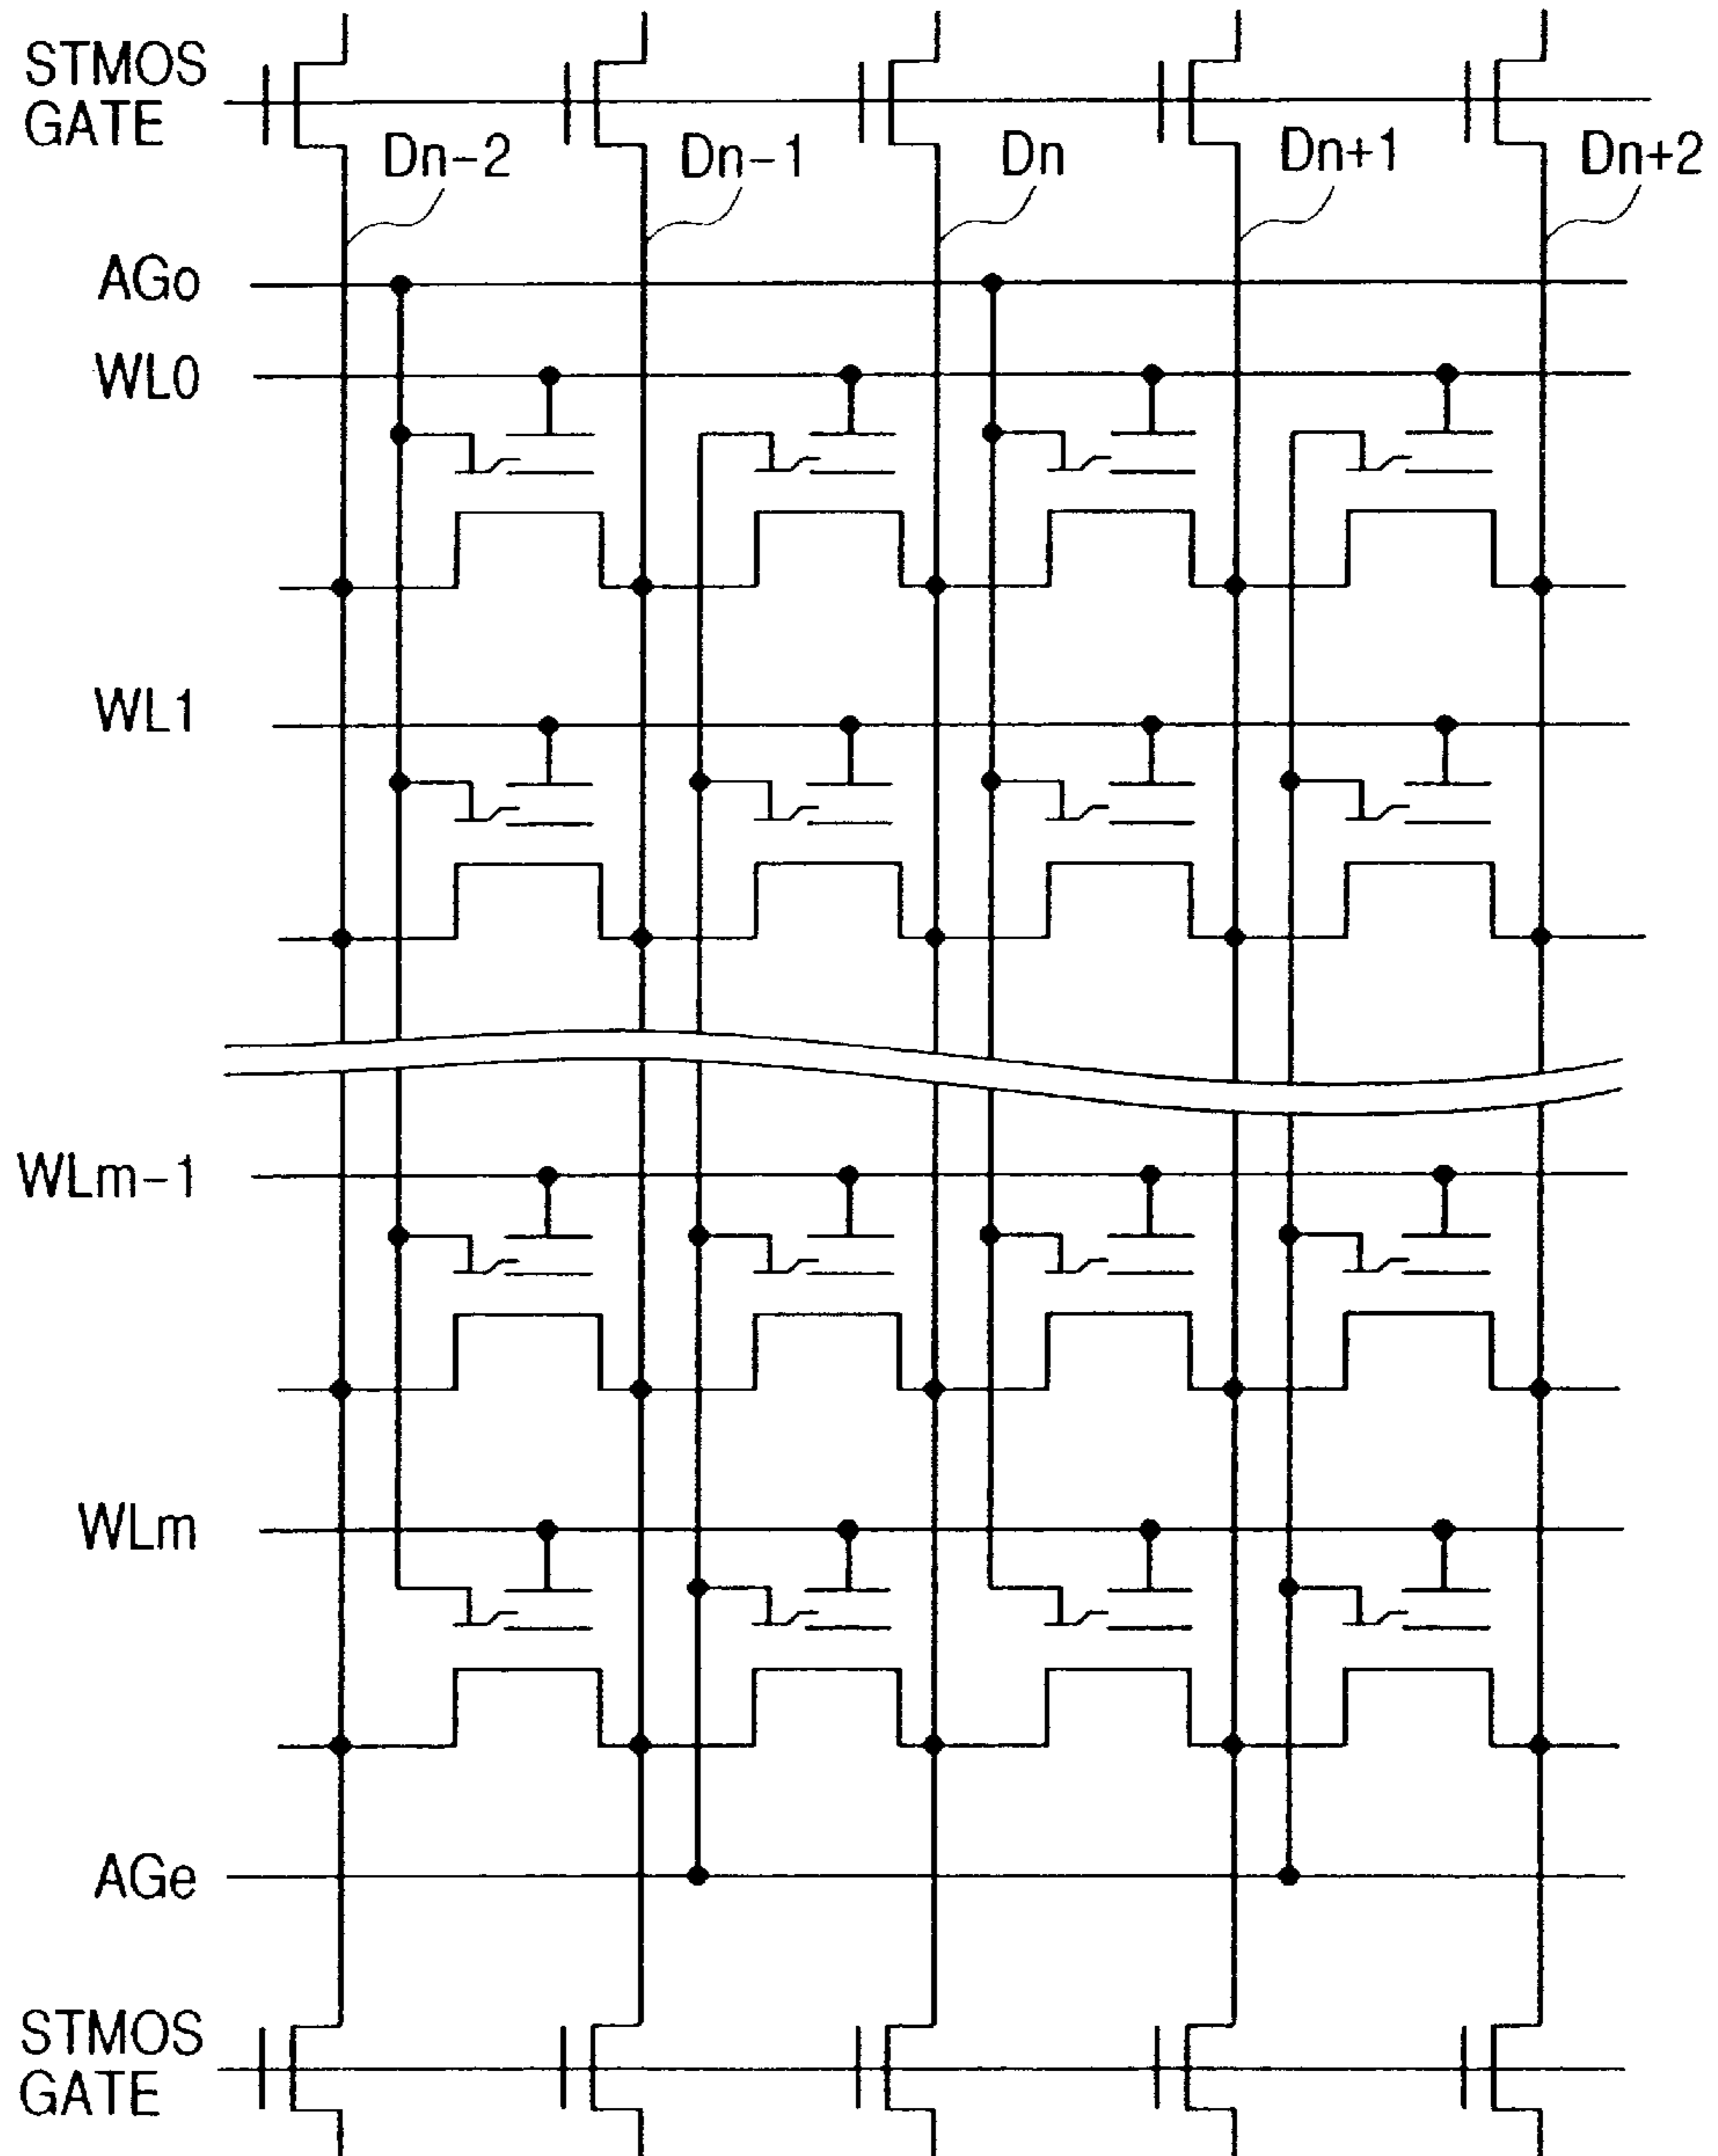 STMOS
GATE
Dn-2
Dn-1
Dn
Dn+1
Dn+2
AGo
WL0
WL1
WLm-1
WLm
AGe
STMOS
GATE